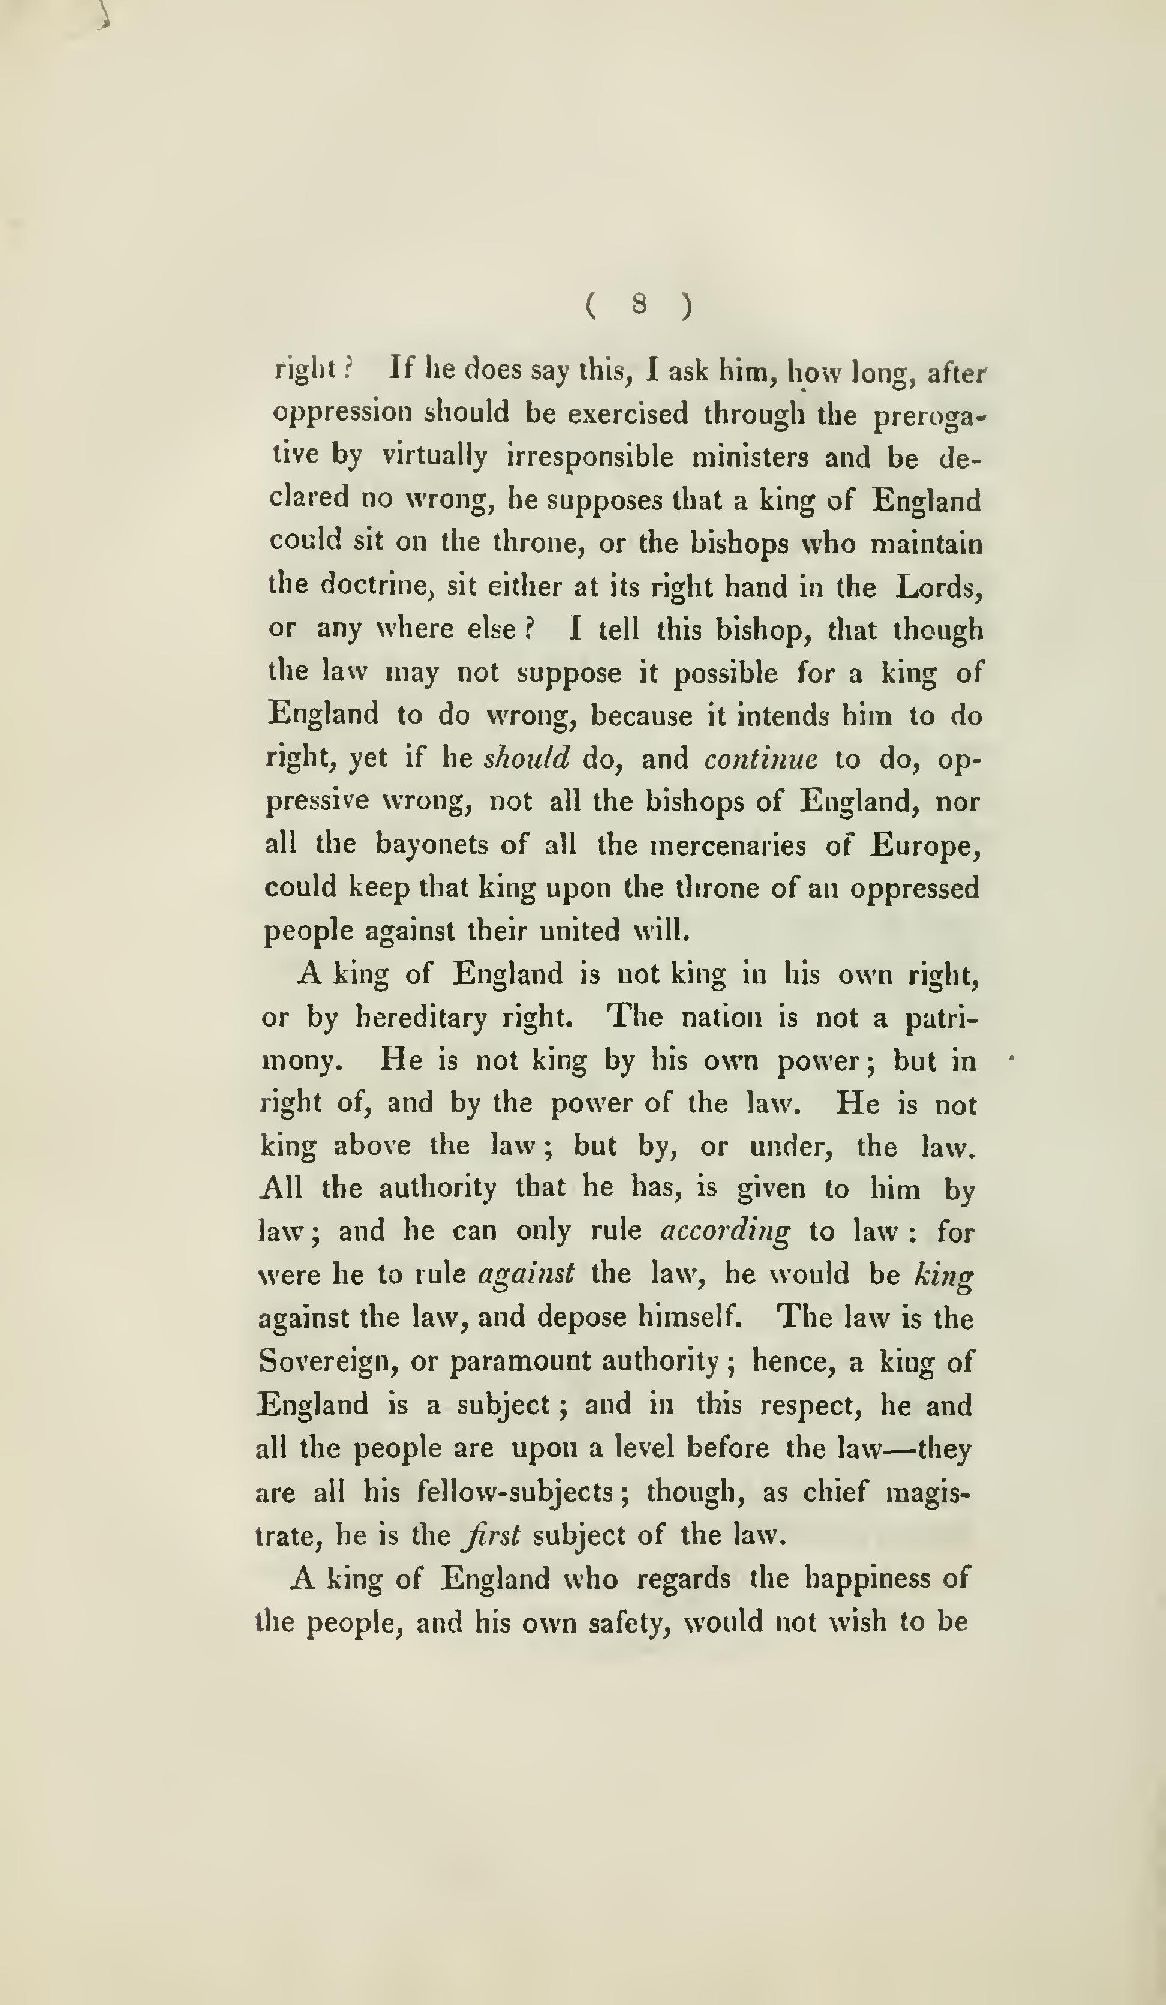 ( 8 )
right ? If he does say this, I ask him, how long, after
oppression should be exercised through the preroga-
tive by virtually irresponsible ministers and be de-
clared no wrong, he supposes that a king of England
could sit on the throne, or the bishops who maintain
the doctrine, sit either at its right hand in the Lords,
or any where else ? I tell this bishop, that though
the law may not suppose it possible for a king of
England to do wrong, because it intends him to do
right, yet if he should do, and continue to do, op-
pressive wrong, not all the bishops of England, nor
all the bayonets of all the mercenaries of Europe,
could keep that king upon the throne of an oppressed
people against their united will.
A king of England is not king in his own right,
or by hereditary right. The nation is not a patri-
mony. He is not king by his own power ; but in
right of, and by the power of the law. He is not
king above the law ; but by, or under, the law.
All the authority that he has, is given to him by
law ; and he can only rule according to law : for
were he to rule against the law, he would be king
against the law, and depose himself. The law is the
Sovereign, or paramount authority ; hence, a king of
England is a subject ; and in this respect, he and
all the people are upon a level before the law—they
are all his fellow-subjects ; though, as chief magis-
trate, he is the first subject of the law.
A king of England who regards the happiness of
the people, and his own safety, would not wish to be